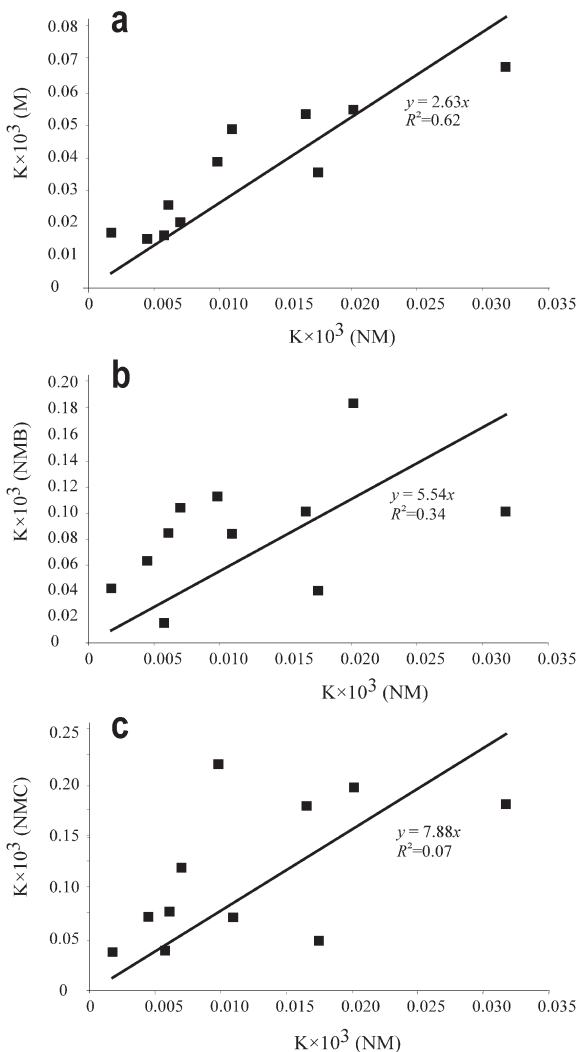 a
0.08
0.07
0.06
0.05
0.04
0.03
0.02
0.01
0
K×10³ (M)
y = 2.63x
R²=0.62
0 0.005 0.010 0.015 0.020 0.025 0.030 0.035
K×10³ (NM)
b
0.20
0.18
0.16
0.14
0.12
0.10
0.08
0.06
0.04
0.02
0
K×10³ (NMB)
y = 5.54x
R²=0.34
0 0.005 0.010 0.015 0.020 0.025 0.030 0.035
K×10³ (NM)
c
0.25
0.20
0.15
0.10
0.05
0
K×10³ (NMC)
y = 7.88x
R²=0.07
0 0.005 0.010 0.015 0.020 0.025 0.030 0.035
K×10³ (NM)